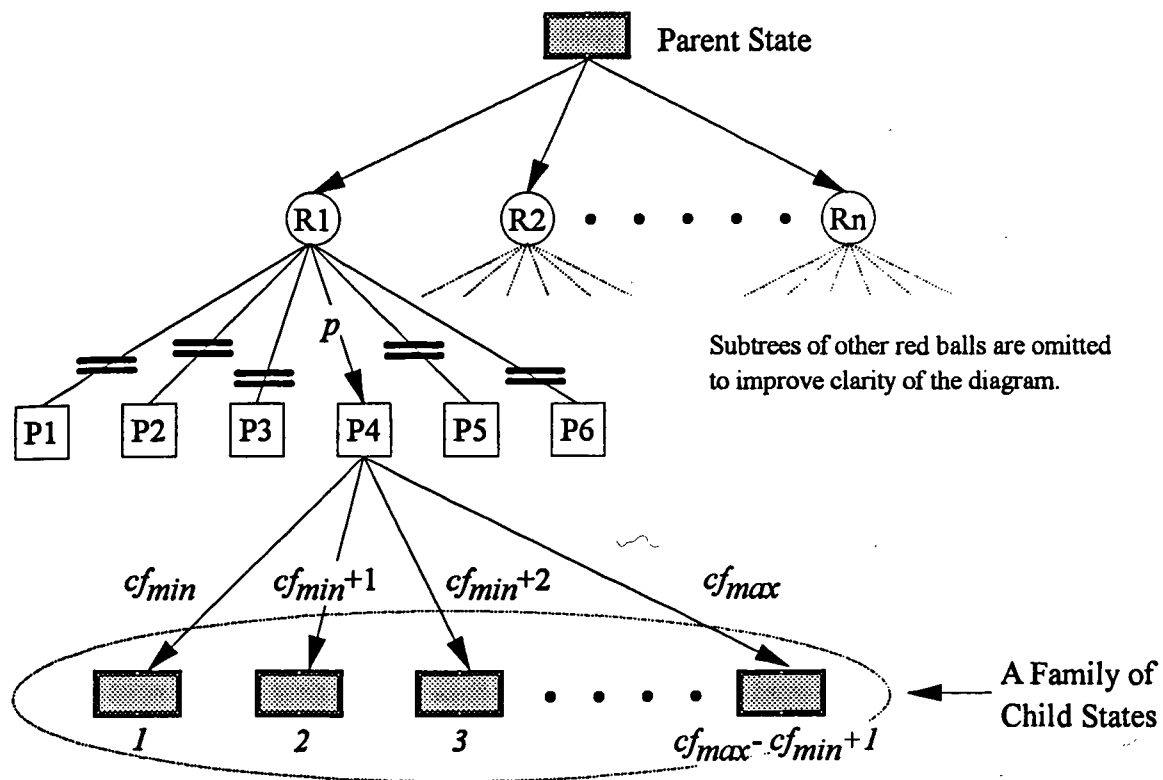 Parent State
R1 R2 Rn
p
Subtrees of other red balls are omitted
to improve clarity of the diagram.
P1 P2 P3 P4 P5 P6
cfmin cfmin+1 cfmin+2 cfmax
A Family of
Child States
1 2 3 cfmax- cfmin+1